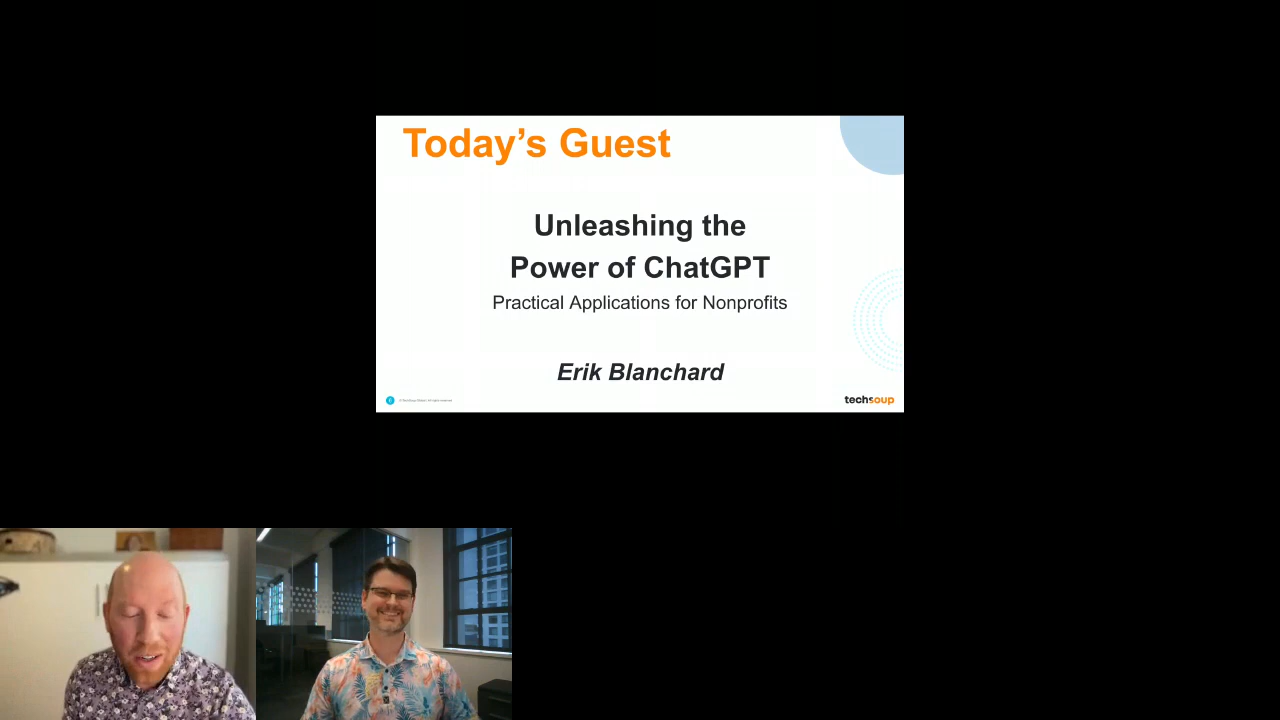 Today's Guest
Unleashing the
Power of ChatGPT
Practical Applications for Nonprofits
Erik Blanchard
techsoup